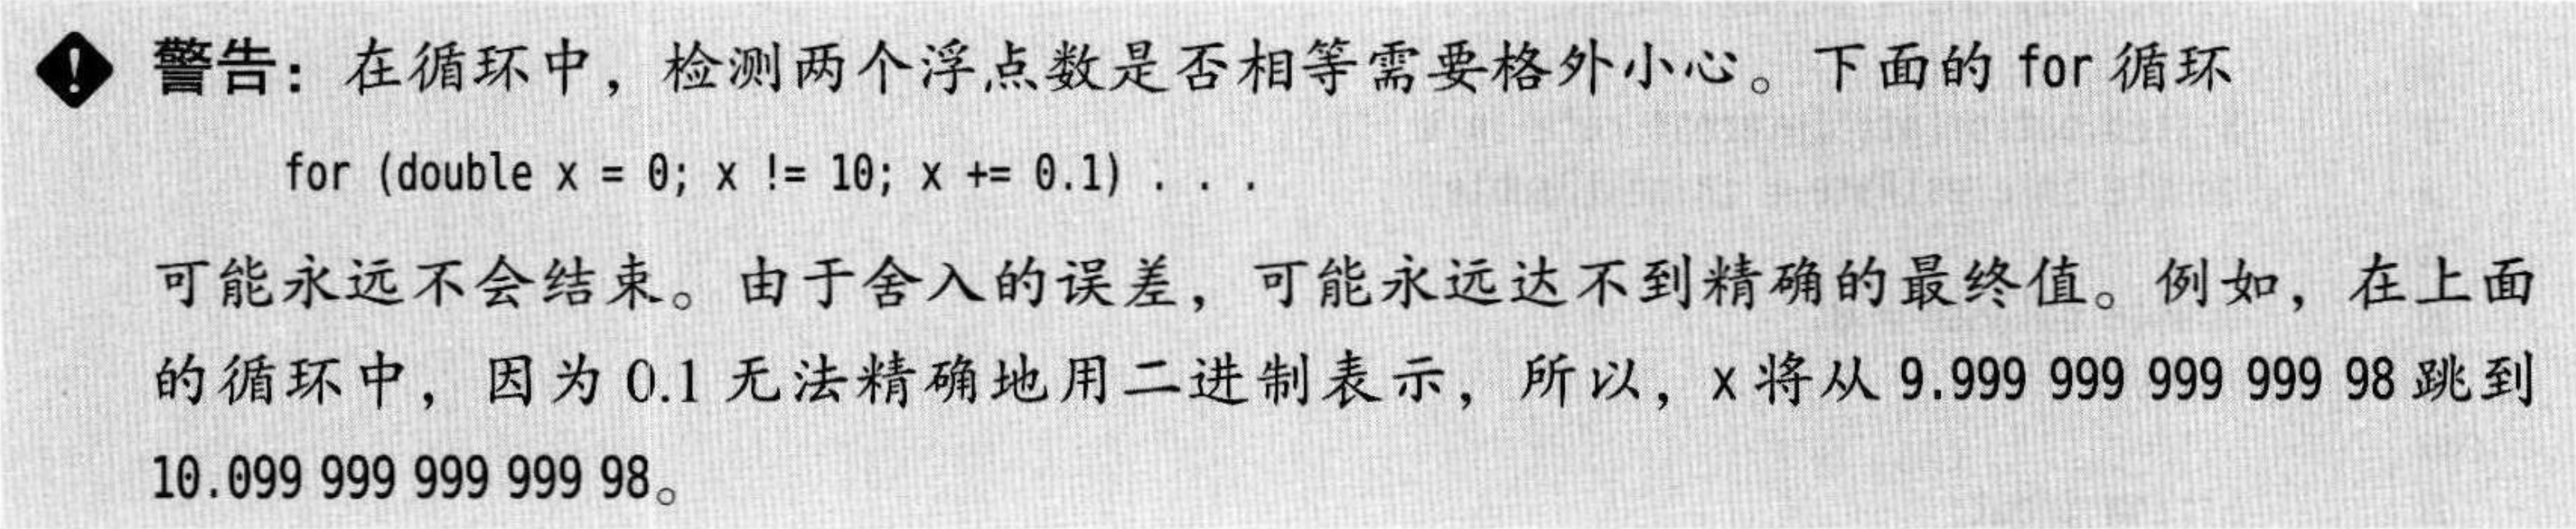 警告：在循环中，检测两个浮点数是否相等需要格外小心。下面的 for 循环
for (double x = 0; x != 10; x += 0.1) . . .
可能永远不会结束。由于舍入的误差，可能永远达不到精确的最终值。例如，在上面
的循环中，因为 0.1 无法精确地用二进制表示，所以，x 将从 9.999 999 999 999 98 跳到
10.099 999 999 999 98。